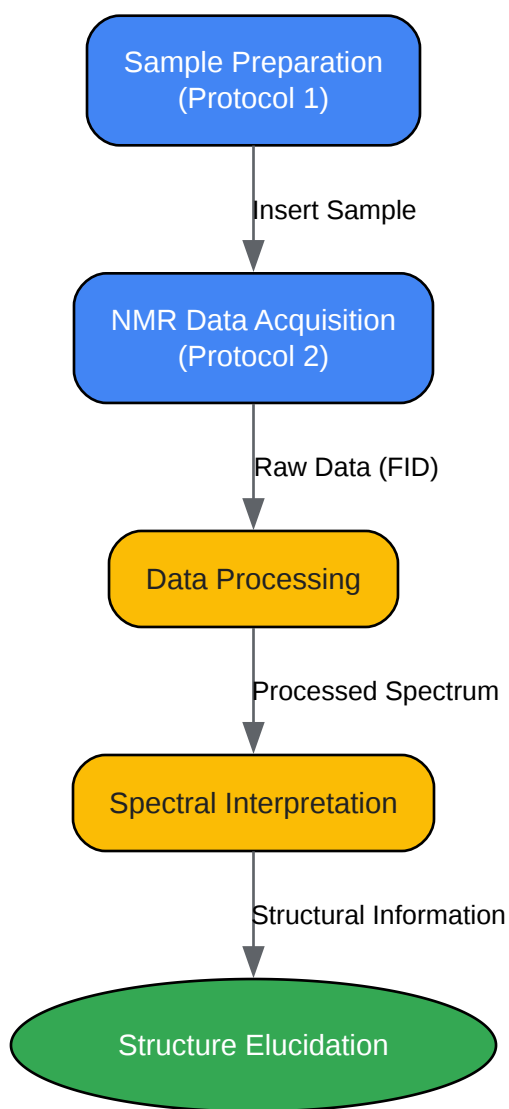 Sample Preparation
(Protocol 1)
Insert Sample
NMR Data Acquisition
(Protocol 2)
Raw Data (FID)
Data Processing
Processed Spectrum
Spectral Interpretation
Structural Information
Structure Elucidation